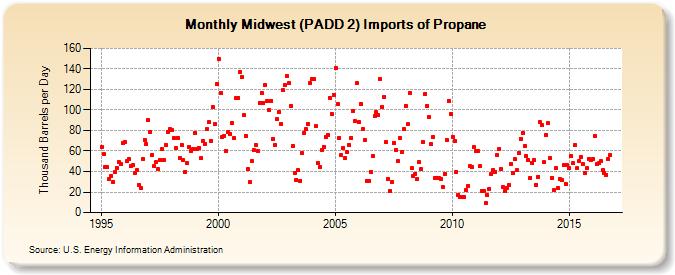 Monthly Midwest (PADD 2) Imports of Propane
Thousand Barrels per Day
160
140
120
100
80
60
40
20
0
1995 2000 2005 2010 2015
Source: U.S. Energy Information Administration